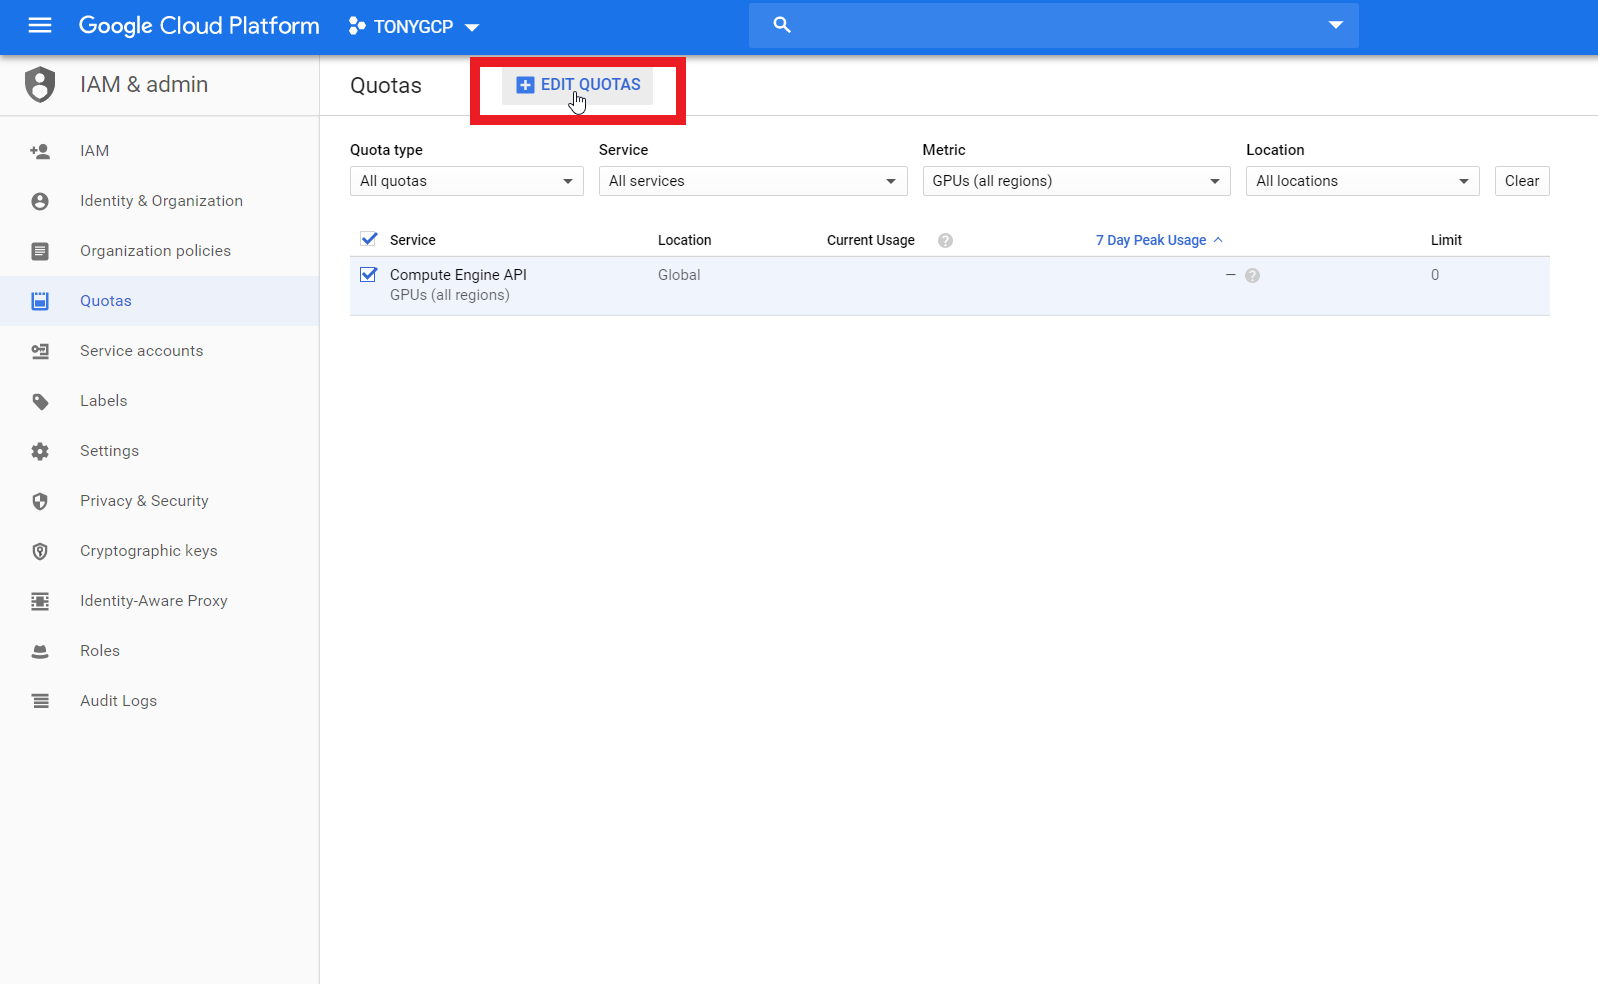 Google Cloud Platform
TONYGCP
IAM & admin
Quotas
EDIT QUOTAS
IAM
Identity & Organization
Organization policies
Quotas
Service accounts
Labels
Settings
Privacy & Security
Cryptographic keys
Identity-Aware Proxy
Roles
Audit Logs
Quota type
Service
Metric
Location
All quotas
All services
GPUs (all regions)
All locations
Clear
Service
Location
Current Usage
?
7 Day Peak Usage
Limit
Compute Engine API
Global
– ?
0
GPUs (all regions)